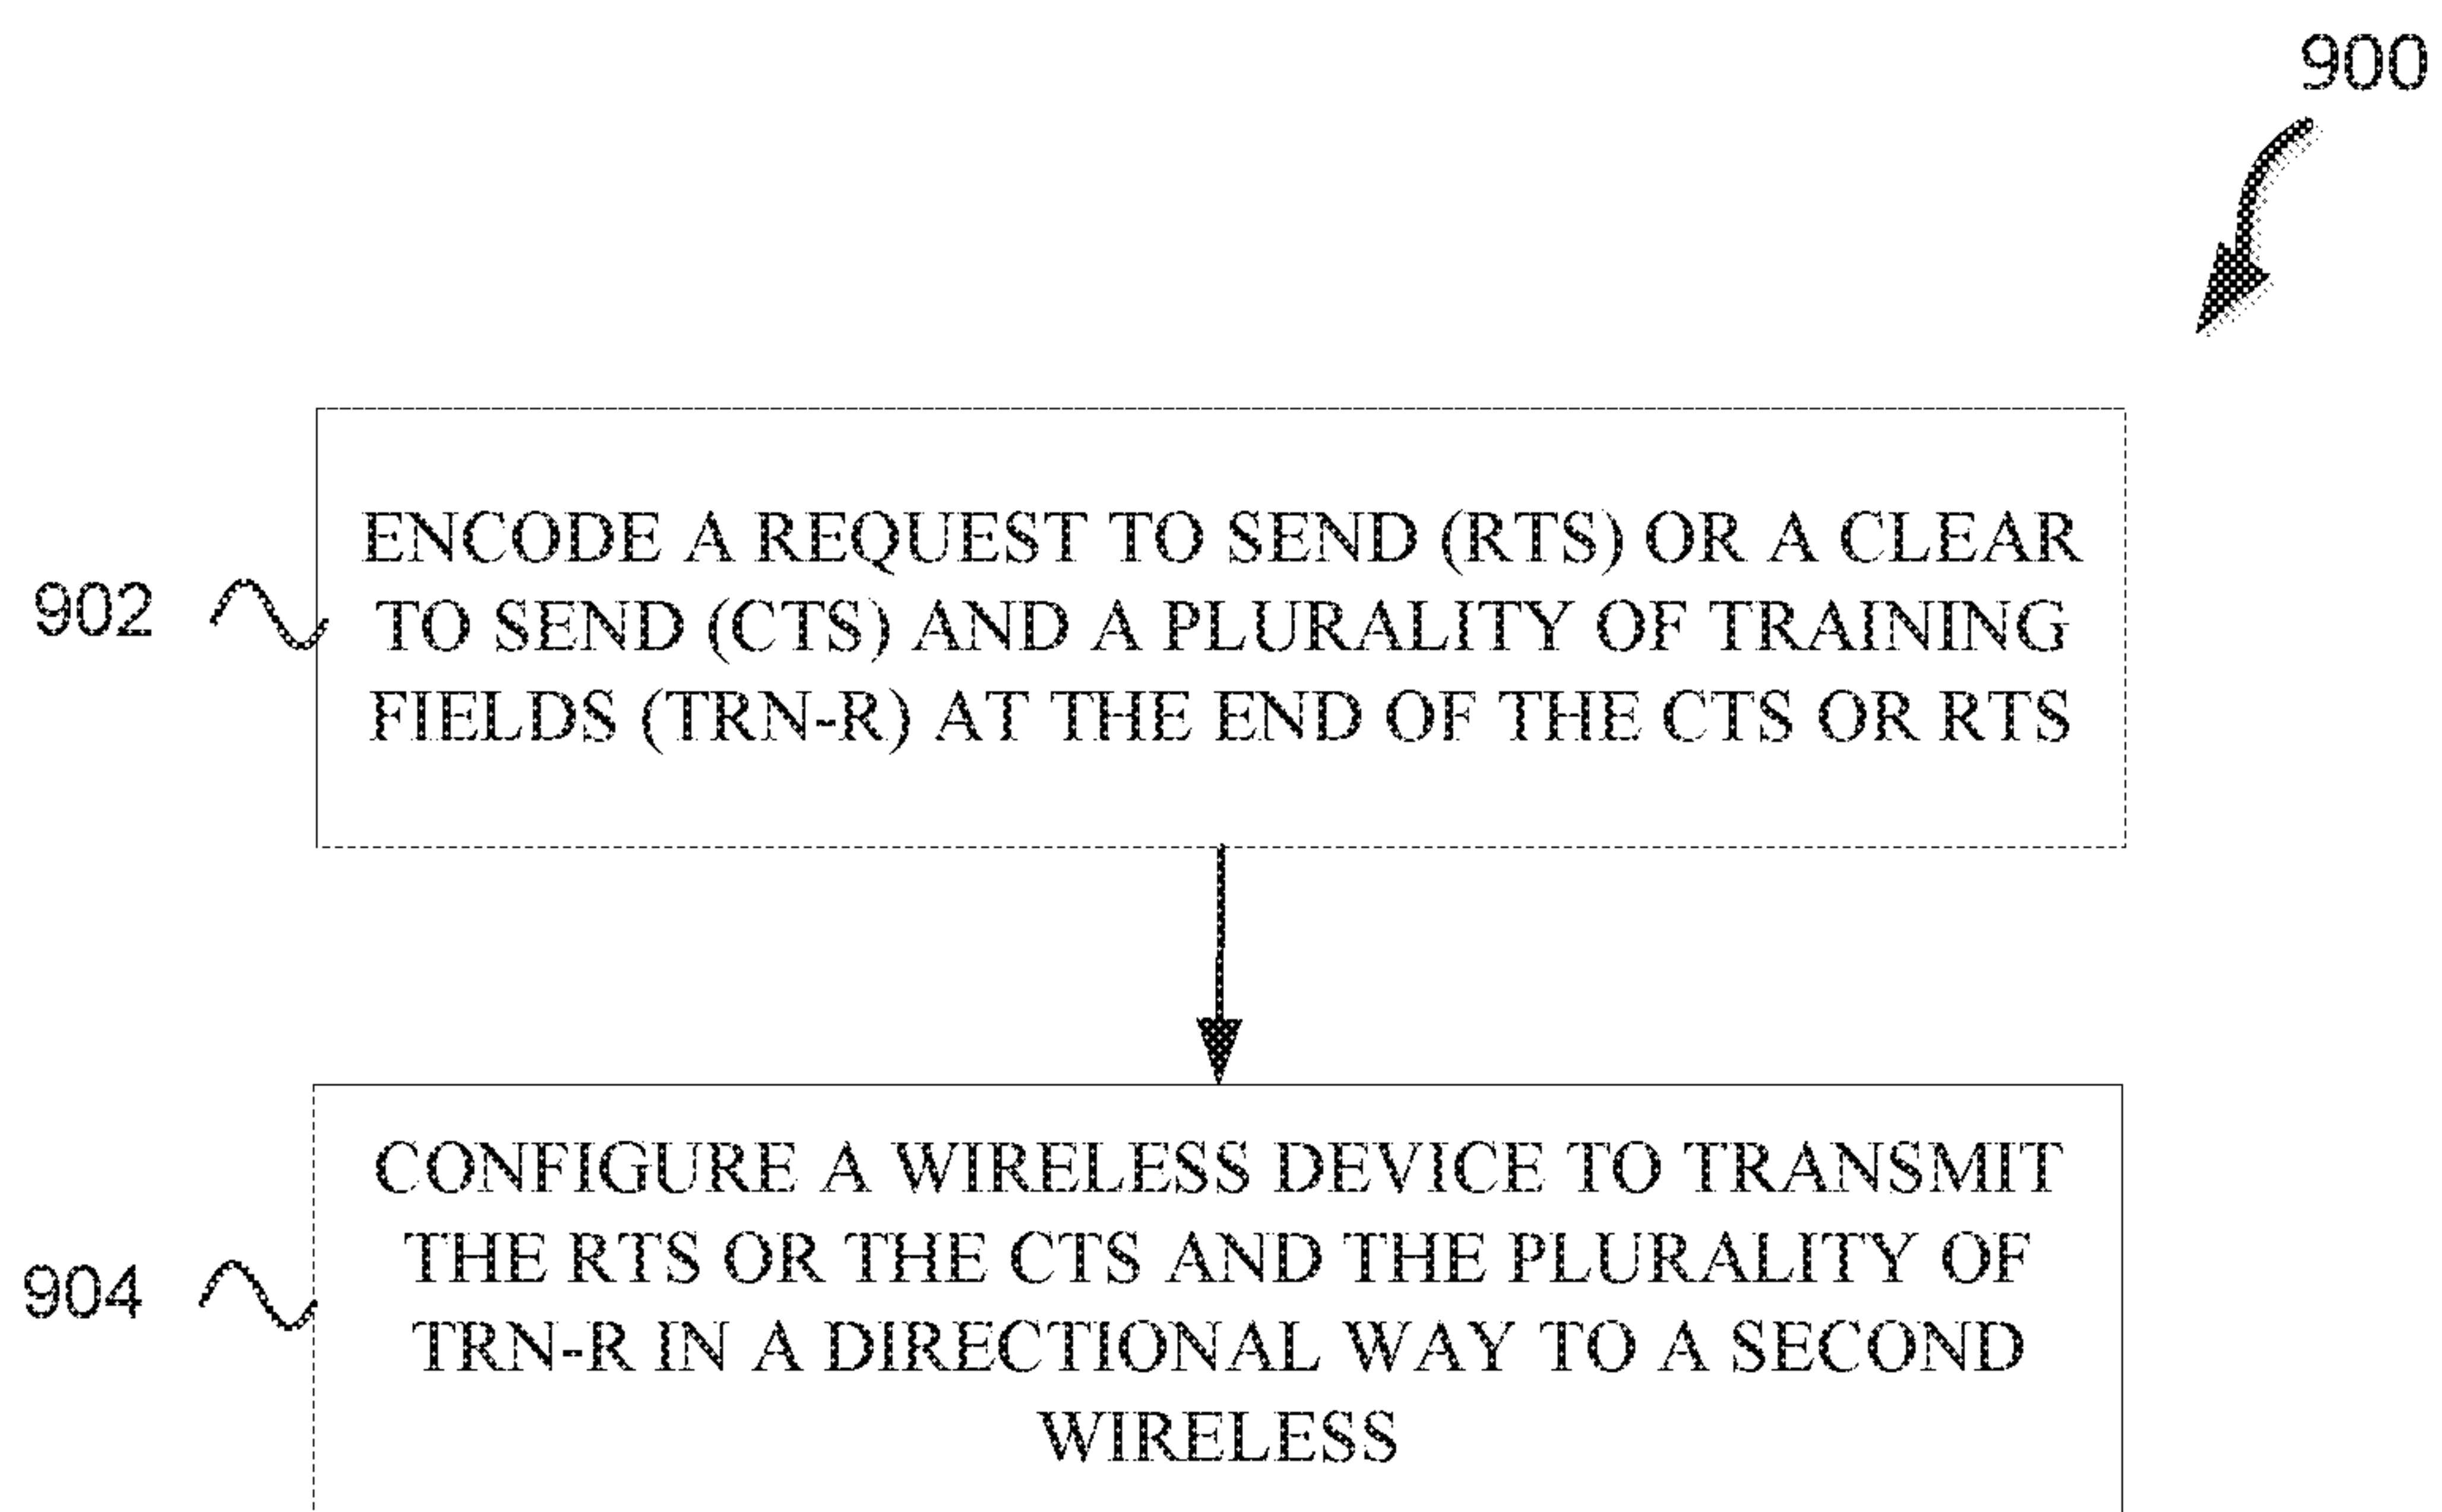 900
902
ENCODE A REQUEST TO SEND (RTS) OR A CLEAR
TO SEND (CTS) AND A PLURALITY OF TRAINING
FIELDS (TRN-R) AT THE END OF THE CTS OR RTS
904
CONFIGURE A WIRELESS DEVICE TO TRANSMIT
THE RTS OR THE CTS AND THE PLURALITY OF
TRN-R IN A DIRECTIONAL WAY TO A SECOND
WIRELESS